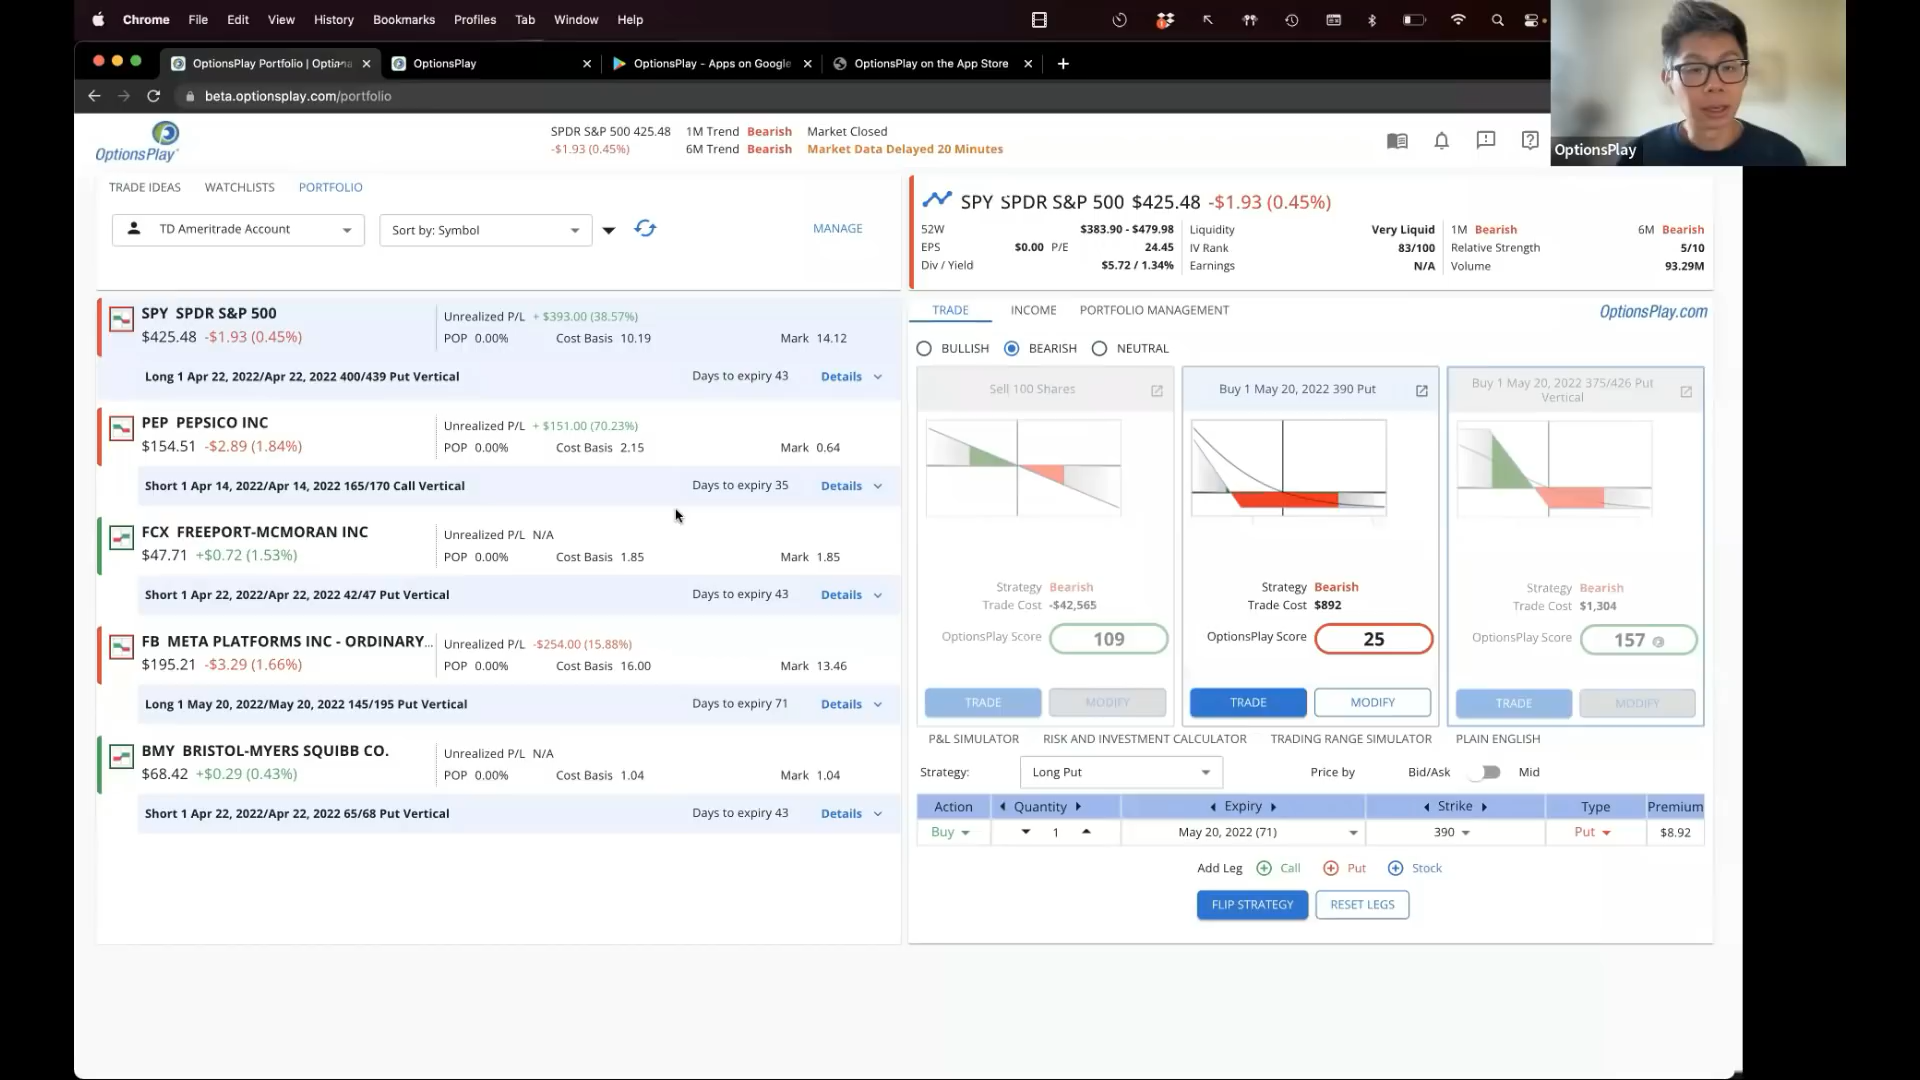 Chrome File Edit View History Bookmarks Profiles Tab Window Help
OptionsPlay Portfolio | Option
OptionsPlay
OptionsPlay - Apps on Google
OptionsPlay on the App Store
beta.optionsplay.com/portfolio
OptionsPlay
OptionsPlay
SPDR S&P 500 425.48 1M Trend Bearish Market Closed
-$1.93 (0.45%) 6M Trend Bearish Market Data Delayed 20 Minutes
TRADE IDEAS WATCHLISTS PORTFOLIO
TD Ameritrade Account Sort by: Symbol MANAGE
SPY SPDR S&P 500
$425.48 -$1.93 (0.45%)
Unrealized P/L + $393.00 (38.57%)
POP 0.00% Cost Basis 10.19 Mark 14.12
Long 1 Apr 22, 2022/Apr 22, 2022 400/439 Put Vertical Days to expiry 43 Details
PEP PEPSICO INC
$154.51 -$2.89 (1.84%)
Unrealized P/L + $151.00 (70.23%)
POP 0.00% Cost Basis 2.15 Mark 0.64
Short 1 Apr 14, 2022/Apr 14, 2022 165/170 Call Vertical Days to expiry 35 Details
FCX FREEPORT-MCMORAN INC
$47.71 +$0.72 (1.53%)
Unrealized P/L N/A
POP 0.00% Cost Basis 1.85 Mark 1.85
Short 1 Apr 22, 2022/Apr 22, 2022 42/47 Put Vertical Days to expiry 43 Details
FB META PLATFORMS INC - ORDINARY...
$195.21 -$3.29 (1.66%)
Unrealized P/L -$254.00 (15.88%)
POP 0.00% Cost Basis 16.00 Mark 13.46
Long 1 May 20, 2022/May 20, 2022 145/195 Put Vertical Days to expiry 71 Details
BMY BRISTOL-MYERS SQUIBB CO.
$68.42 +$0.29 (0.43%)
Unrealized P/L N/A
POP 0.00% Cost Basis 1.04 Mark 1.04
Short 1 Apr 22, 2022/Apr 22, 2022 65/68 Put Vertical Days to expiry 43 Details
SPY SPDR S&P 500 $425.48 -$1.93 (0.45%)
52W $383.90 - $479.98 Liquidity Very Liquid 1M Bearish 6M Bearish
EPS $0.00 P/E 24.45 IV Rank 83/100 Relative Strength 5/10
Div / Yield $5.72 / 1.34% Earnings N/A Volume 93.29M
TRADE INCOME PORTFOLIO MANAGEMENT OptionsPlay.com
BULLISH BEARISH NEUTRAL
Sell 100 Shares
Strategy Bearish
Trade Cost -$42,565
OptionsPlay Score 109
TRADE MODIFY
Buy 1 May 20, 2022 390 Put
Strategy Bearish
Trade Cost $892
OptionsPlay Score 25
TRADE MODIFY
Buy 1 May 20, 2022 375/426 Put
Vertical
Strategy Bearish
Trade Cost $1,304
OptionsPlay Score 157
TRADE MODIFY
P&L SIMULATOR RISK AND INVESTMENT CALCULATOR TRADING RANGE SIMULATOR PLAIN ENGLISH
Strategy: Long Put Price by Bid/Ask Mid
Action Quantity Expiry Strike Type Premium
Buy 1 May 20, 2022 (71) 390 Put $8.92
Add Leg Call Put Stock
FLIP STRATEGY RESET LEGS